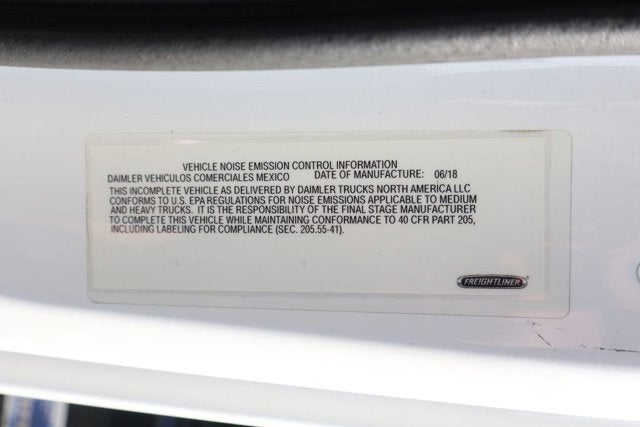 VEHICLE NOISE EMISSION CONTROL INFORMATION
DAIMLER VEHICULOS COMERCIALES MEXICO DATE OF MANUFACTURE: 06/18
THIS INCOMPLETE VEHICLE AS DELIVERED BY DAIMLER TRUCKS NORTH AMERICA LLC
CONFORMS TO U.S. EPA REGULATIONS FOR NOISE EMISSIONS APPLICABLE TO MEDIUM
AND HEAVY TRUCKS. IT IS THE RESPONSIBILITY OF THE FINAL STAGE MANUFACTURER
TO COMPLETE THIS VEHICLE WHILE MAINTAINING CONFORMANCE TO 40 CFR PART 205,
INCLUDING LABELING FOR COMPLIANCE (SEC. 205.55-41).
FREIGHTLINER